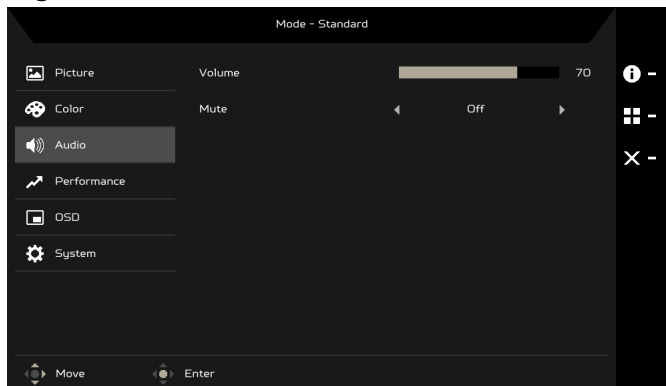 Mode - Standard
Picture
Volume 70
Color
Mute Off
Audio
Performance
OSD
System
Move Enter